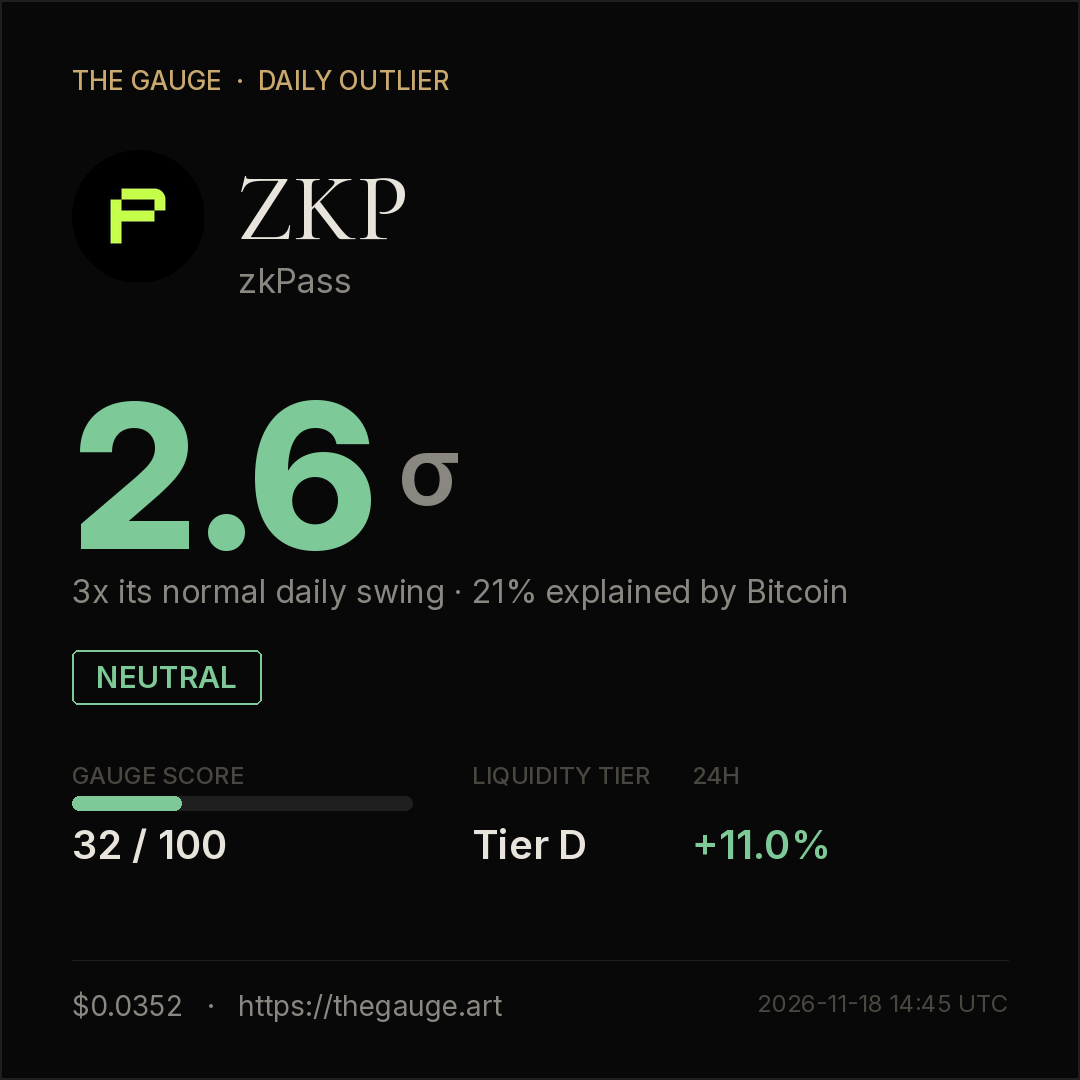 THE GAUGE · DAILY OUTLIER
ZKP
zkPass
2.6 σ
3x its normal daily swing · 21% explained by Bitcoin
NEUTRAL
GAUGE SCORE LIQUIDITY TIER 24H
32 / 100 Tier D +11.0%
$0.0352 · https://thegauge.art 2026-11-18 14:45 UTC